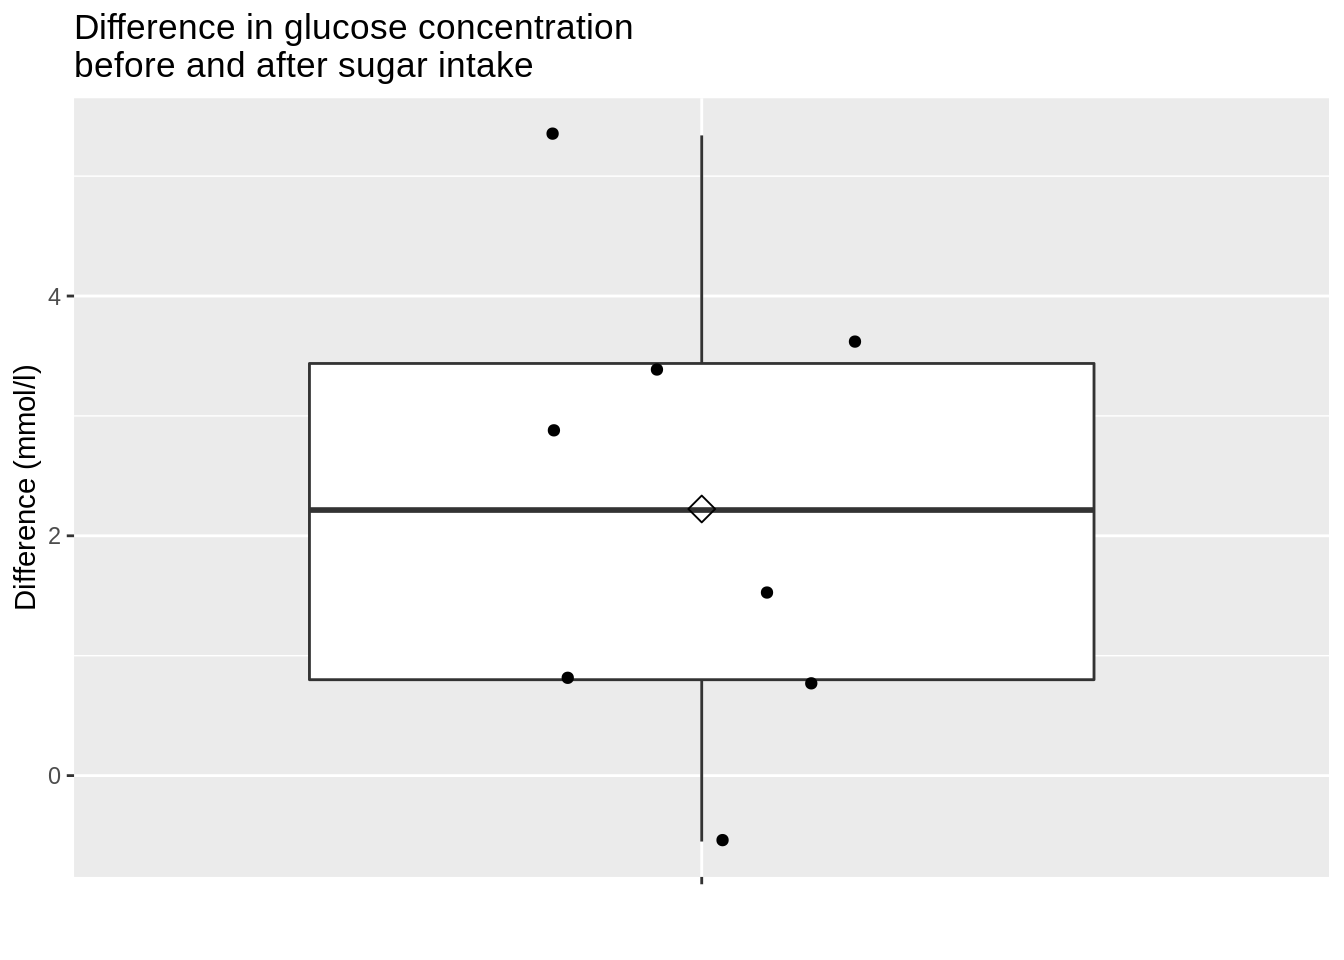 Difference in glucose concentration
before and after sugar intake
Difference (mmol/l)
4
2
0